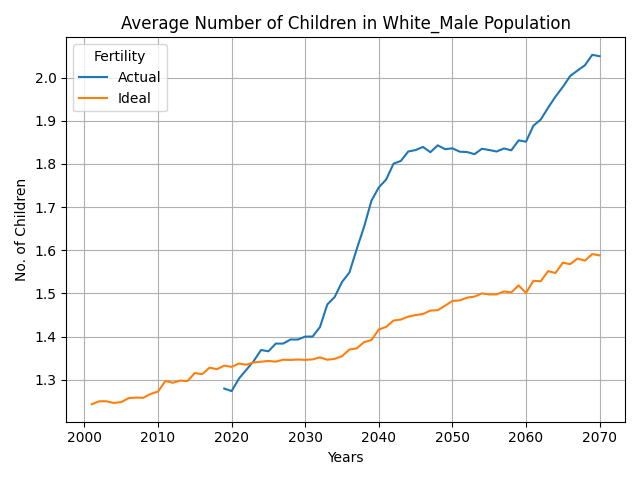 Average Number of Children in White_Male Population
Fertility
Actual
Ideal
No. of Children
2.0
1.9
1.8
1.7
1.6
1.5
1.4
1.3
2000 2010 2020 2030 2040 2050 2060 2070
Years